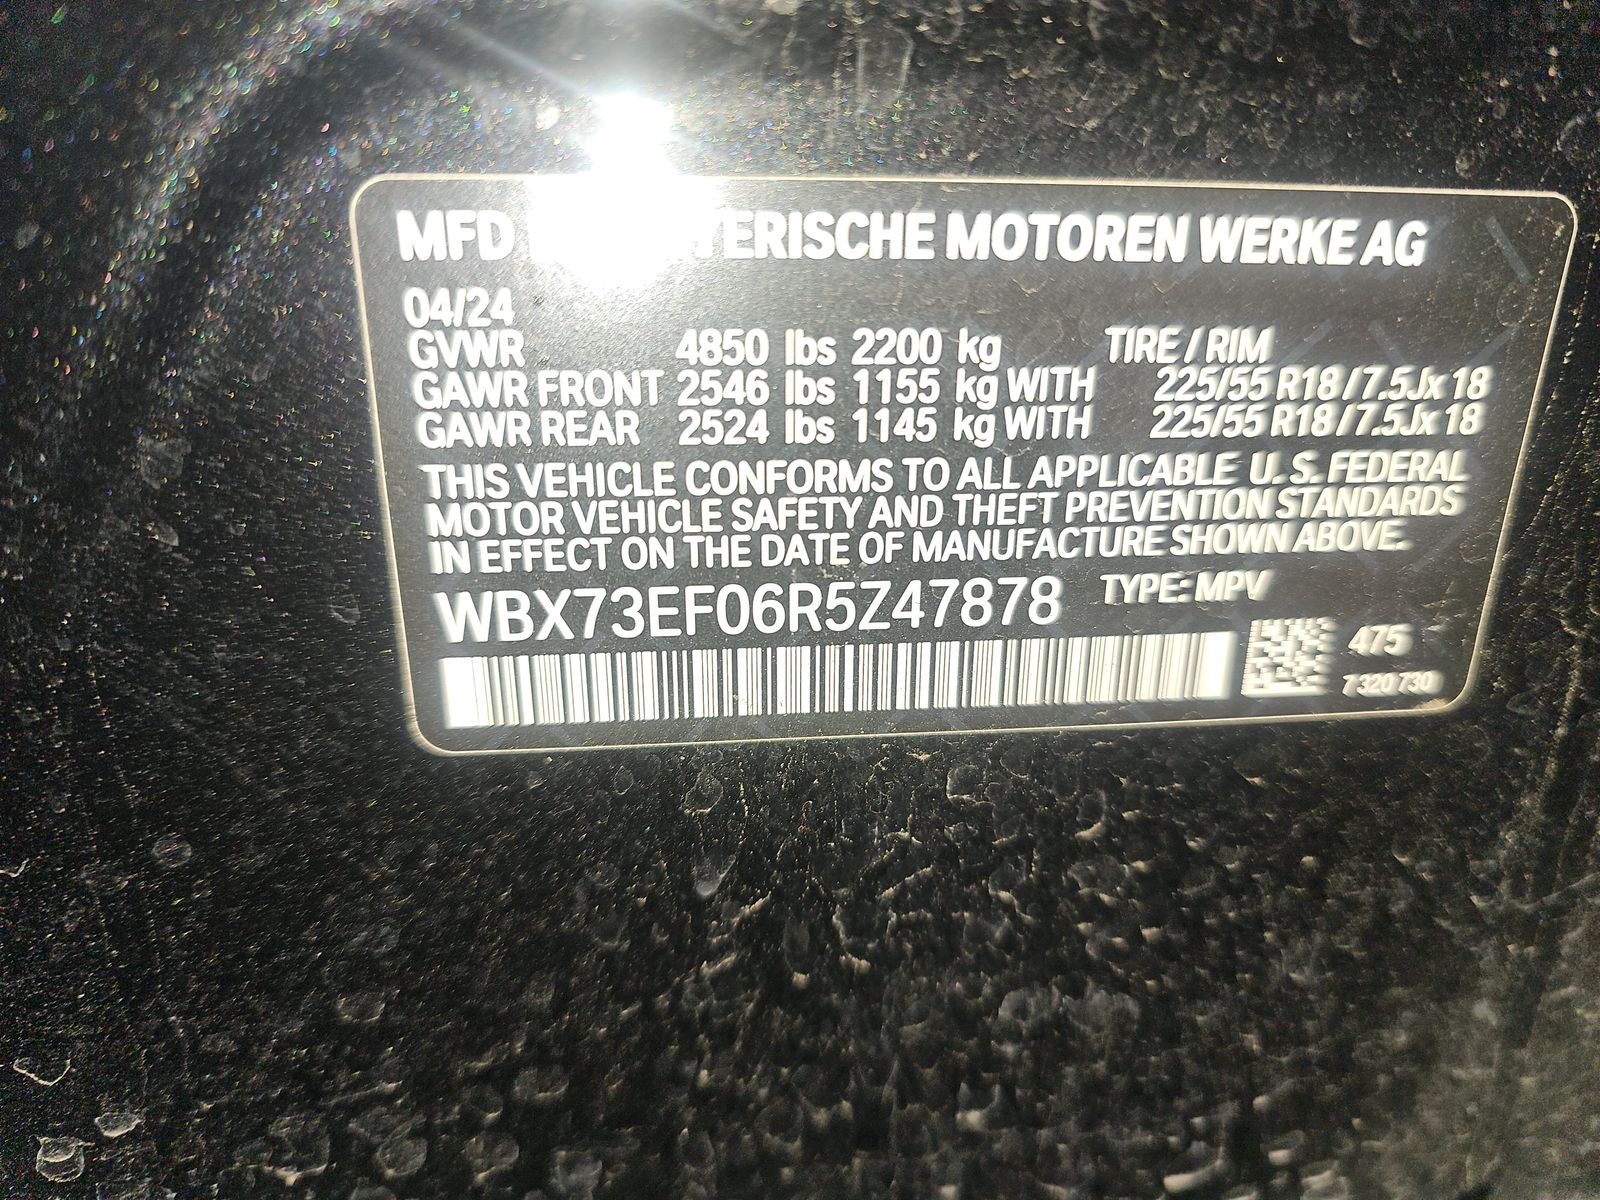 MFD MOTOREN WERKE AG
04/24
GVWR 4850 lbs 2200 kg TIRE / RIM
GAWR FRONT 2546 lbs 1155 kg WITH 225/55 R18 / 7.5Jx 18
GAWR REAR 2524 lbs 1145 kg WITH 225/55 R18 / 7.5Jx 18
THIS VEHICLE CONFORMS TO ALL APPLICABLE U. S. FEDERAL
MOTOR VEHICLE SAFETY AND THEFT PREVENTION STANDARDS
IN EFFECT ON THE DATE OF MANUFACTURE SHOWN ABOVE.
WBX73EF06R5Z47878 TYPE: MPV
475
7 320 730